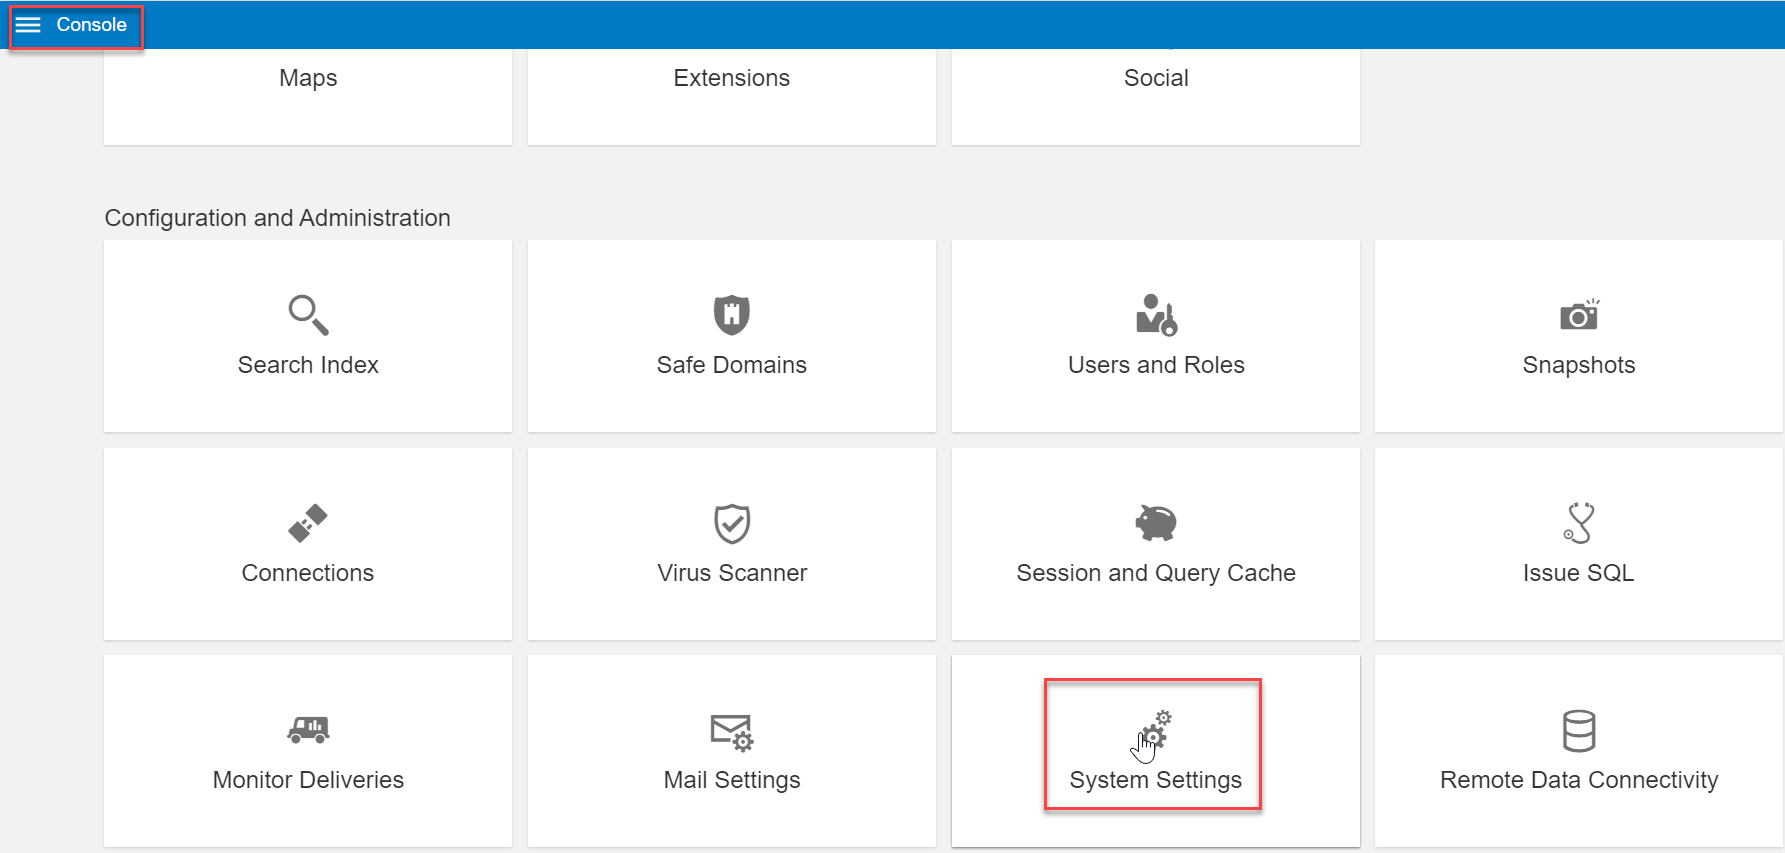 Console
Maps
Extensions
Social
Configuration and Administration
Search Index
Safe Domains
Users and Roles
Snapshots
Connections
Virus Scanner
Session and Query Cache
Issue SQL
Monitor Deliveries
Mail Settings
System Settings
Remote Data Connectivity